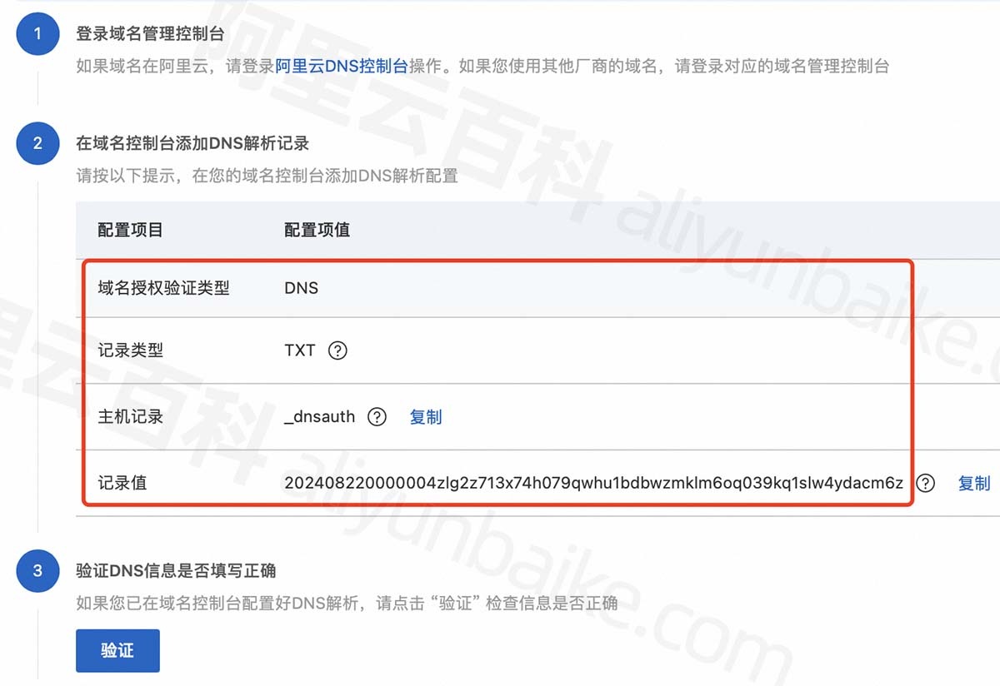 1
登录域名管理控制台
如果域名在阿里云，请登录阿里云DNS控制台操作。如果您使用其他厂商的域名，请登录对应的域名管理控制台
2
在域名控制台添加DNS解析记录
请按以下提示，在您的域名控制台添加DNS解析配置
配置项目 配置项值
域名授权验证类型 DNS
记录类型 TXT ?
主机记录 _dnsauth ? 复制
记录值 202408220000004zlg2z713x74h079qwhu1bdbwzmklm6oq039kq1slw4ydacm6z ? 复制
3
验证DNS信息是否填写正确
如果您已在域名控制台配置好DNS解析，请点击 “验证” 检查信息是否正确
验证
阿里云百科 aliyunbaike.co
里云百科 aliyunbaike.com